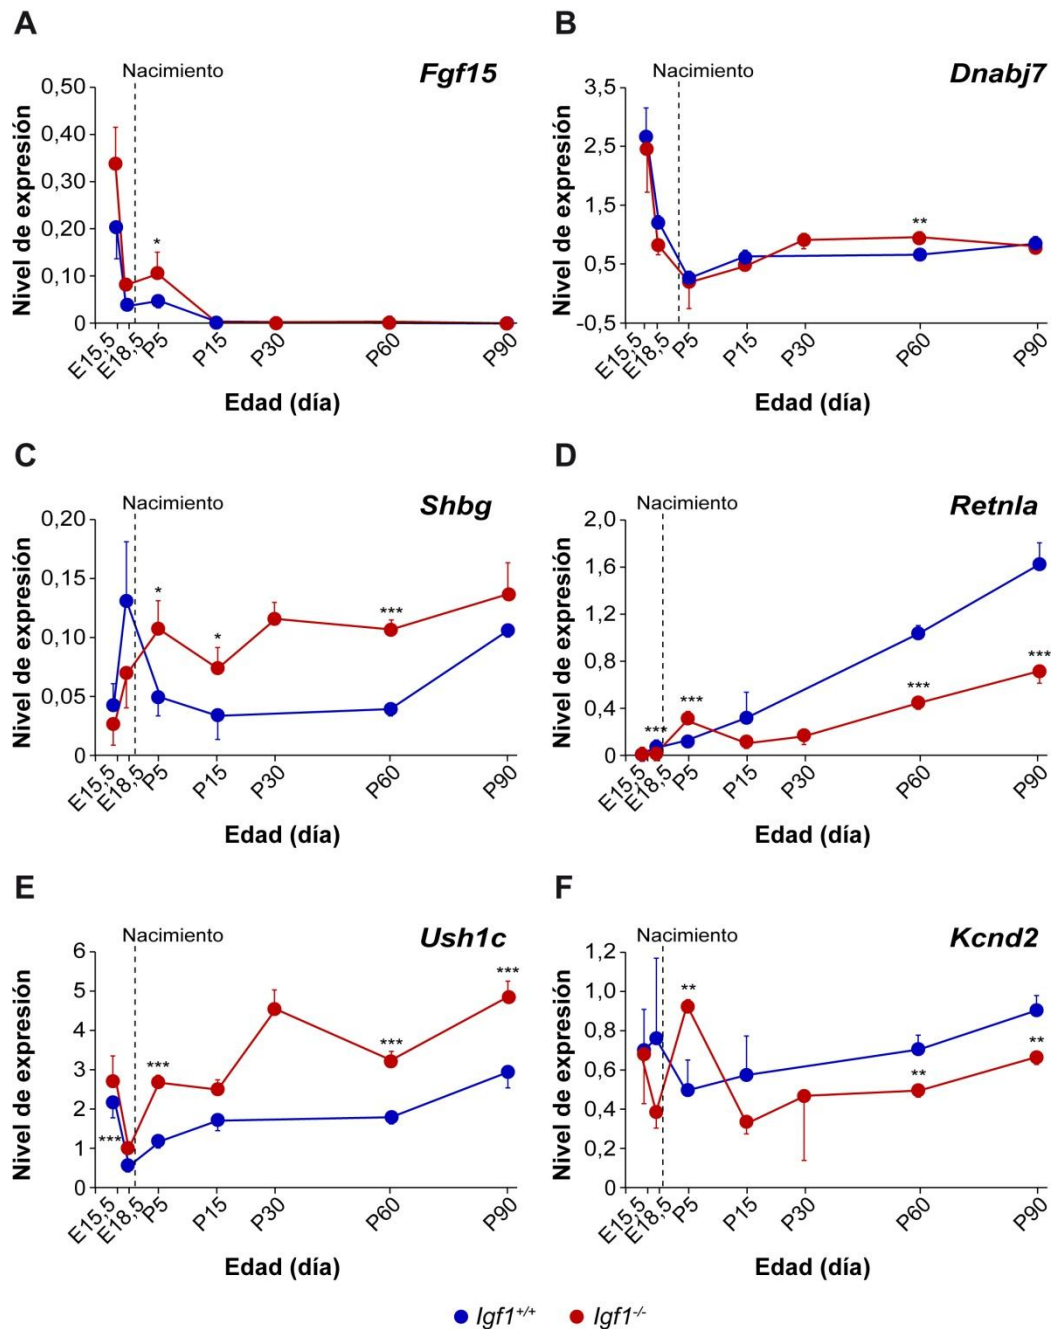 A
Nacimiento
Fgf15
Nivel de expresión
0,50
0,40
0,30
0,20
0,10
0
*
E15,5
E18,5
P5
P15
P30
P60
P90
Edad (día)
B
Nacimiento
Dnabj7
Nivel de expresión
3,5
2,5
1,5
0,5
-0,5
**
E15,5
E18,5
P5
P15
P30
P60
P90
Edad (día)
C
Nacimiento
Shbg
Nivel de expresión
0,20
0,15
0,10
0,05
0
*
*
***
E15,5
E18,5
P5
P15
P30
P60
P90
Edad (día)
D
Nacimiento
Retnla
Nivel de expresión
2,0
1,6
1,2
0,8
0,4
0
***
***
***
***
E15,5
E18,5
P5
P15
P30
P60
P90
Edad (día)
E
Nacimiento
Ush1c
Nivel de expresión
6
5
4
3
2
1
0
***
***
***
***
E15,5
E18,5
P5
P15
P30
P60
P90
Edad (día)
F
Nacimiento
Kcnd2
Nivel de expresión
1,2
1,0
0,8
0,6
0,4
0,2
0
**
**
**
E15,5
E18,5
P5
P15
P30
P60
P90
Edad (día)
Igf1+/+ Igf1-/-